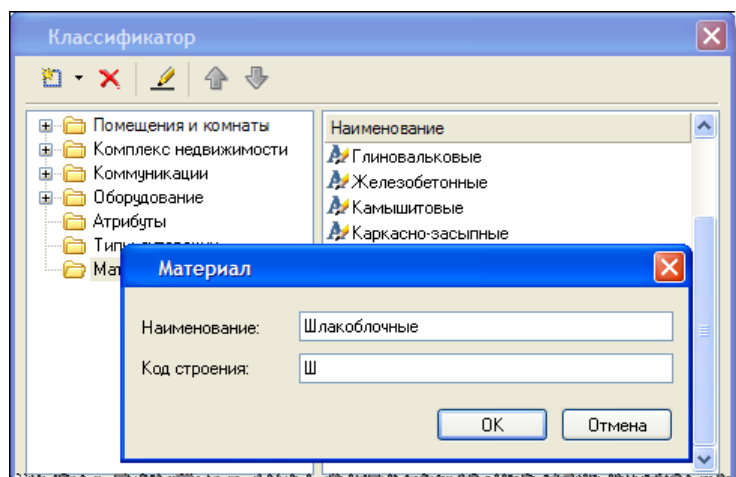 Классификатор
Помещения и комнаты
Комплекс недвижимости
Коммуникации
Оборудование
Атрибуты
Наименование
Глиновальковые
Железобетонные
Камышитовые
Каркасно-засыпные
Материал
Наименование:
Шлакоблочные
Код строения:
Ш
OK
Отмена